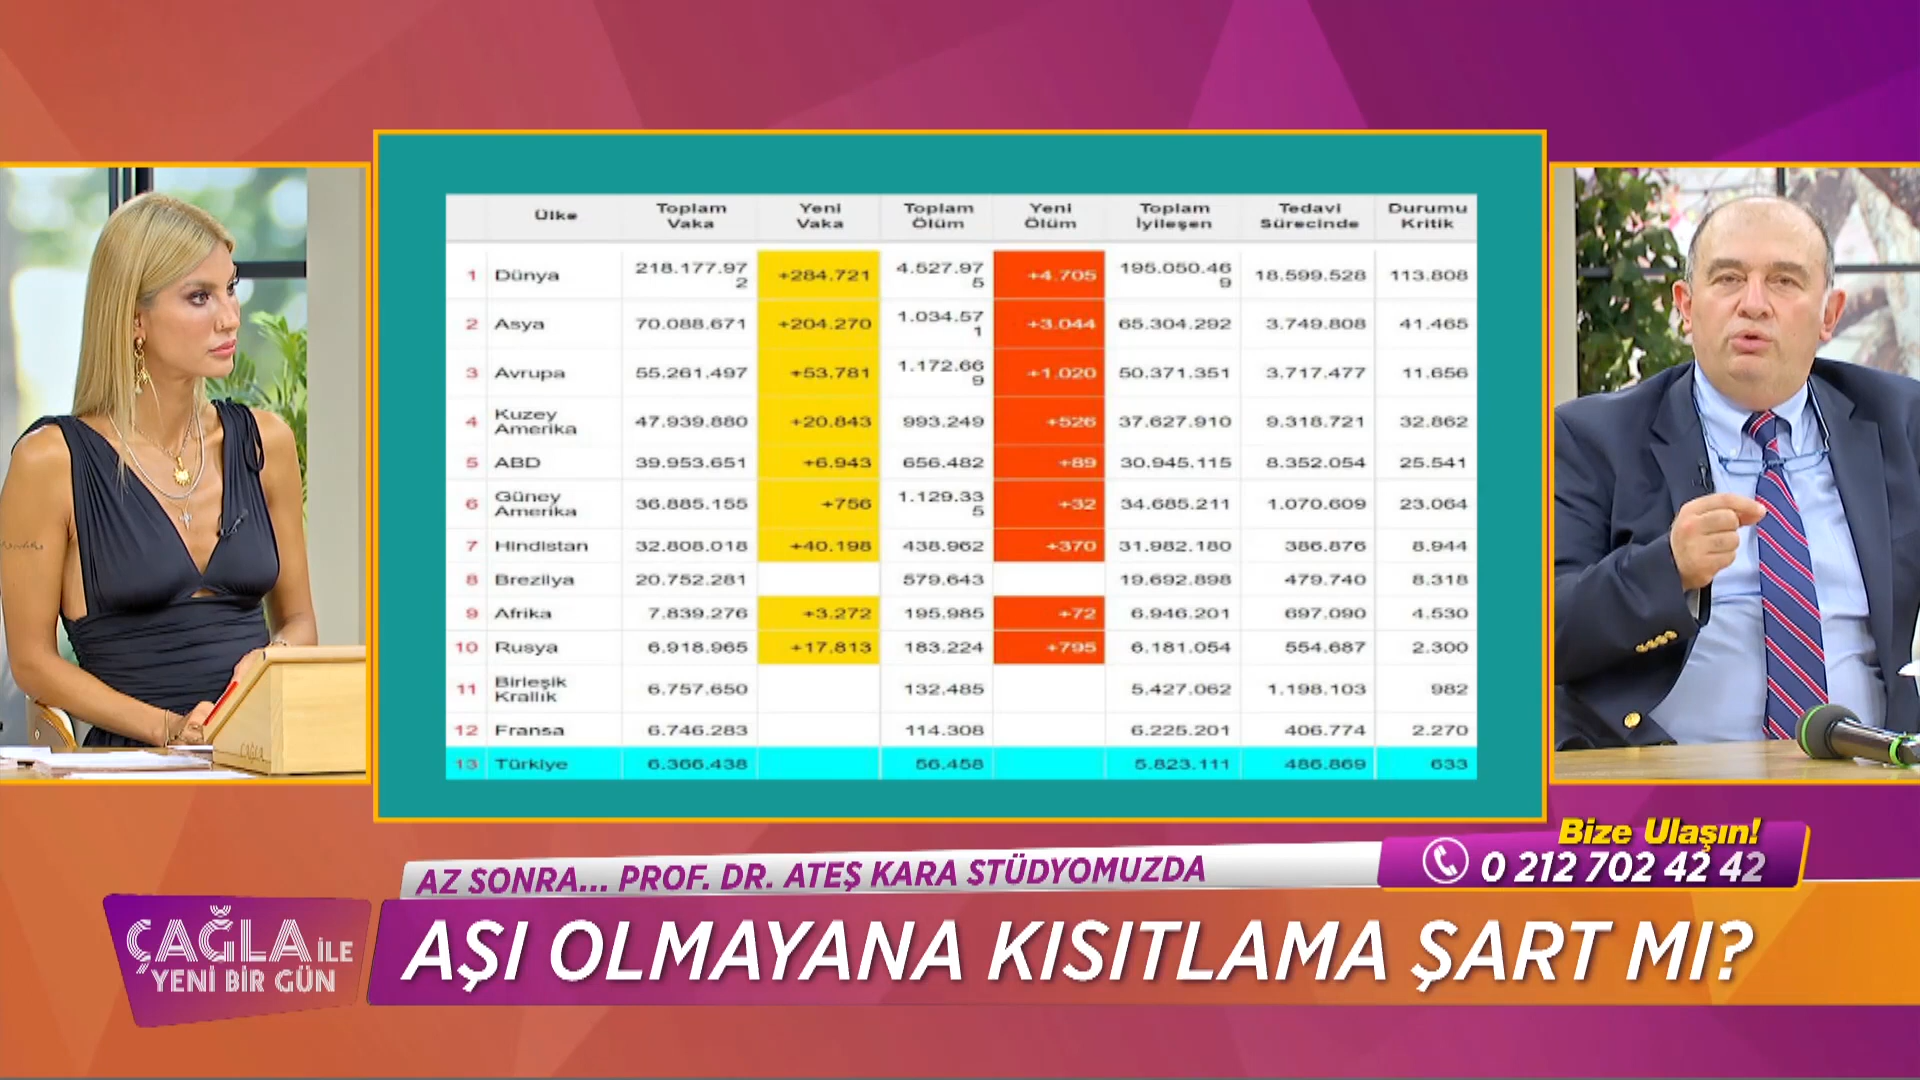 Ülke Toplam Vaka Yeni Vaka Toplam Ölüm Yeni Ölüm Toplam İyileşen Tedavi Sürecinde Durumu Kritik
1 Dünya 218.177.972 +284.721 4.527.975 +4.705 195.050.469 18.599.528 113.808
2 Asya 70.088.671 +204.270 1.034.571 +3.044 65.304.292 3.749.808 41.465
3 Avrupa 55.261.497 +53.781 1.172.669 +1.020 50.371.351 3.717.477 11.656
4 Kuzey Amerika 47.939.880 +20.843 993.249 +526 37.627.910 9.318.721 32.862
5 ABD 39.953.651 +6.943 656.482 +89 30.945.115 8.352.054 25.541
6 Güney Amerika 36.885.155 +756 1.129.335 +32 34.685.211 1.070.609 23.064
7 Hindistan 32.808.018 +40.198 438.962 +370 31.982.180 386.876 8.944
8 Brezilya 20.752.281 579.643 19.692.898 479.740 8.318
9 Afrika 7.839.276 +3.272 195.985 +72 6.946.201 697.090 4.530
10 Rusya 6.918.965 +17.813 183.224 +795 6.181.054 554.687 2.300
11 Birleşik Krallık 6.757.650 132.485 5.427.062 1.198.103 982
12 Fransa 6.746.283 114.308 6.225.201 406.774 2.270
13 Türkiye 6.366.438 56.458 5.823.111 486.869 633
Bize Ulaşın!
0 212 702 42 42
AZ SONRA... PROF. DR. ATEŞ KARA STÜDYOMUZDA
ÇAĞLA İLE
YENİ BİR GÜN
AŞI OLMAYANA KISITLAMA ŞART MI?